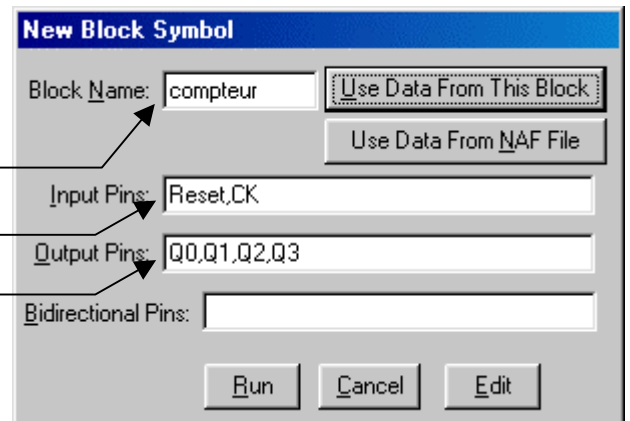 New Block Symbol
Block Name: compteur Use Data From This Block
Use Data From NAF File
Input Pins: Reset,CK
Output Pins: Q0,Q1,Q2,Q3
Bidirectional Pins:
Run Cancel Edit